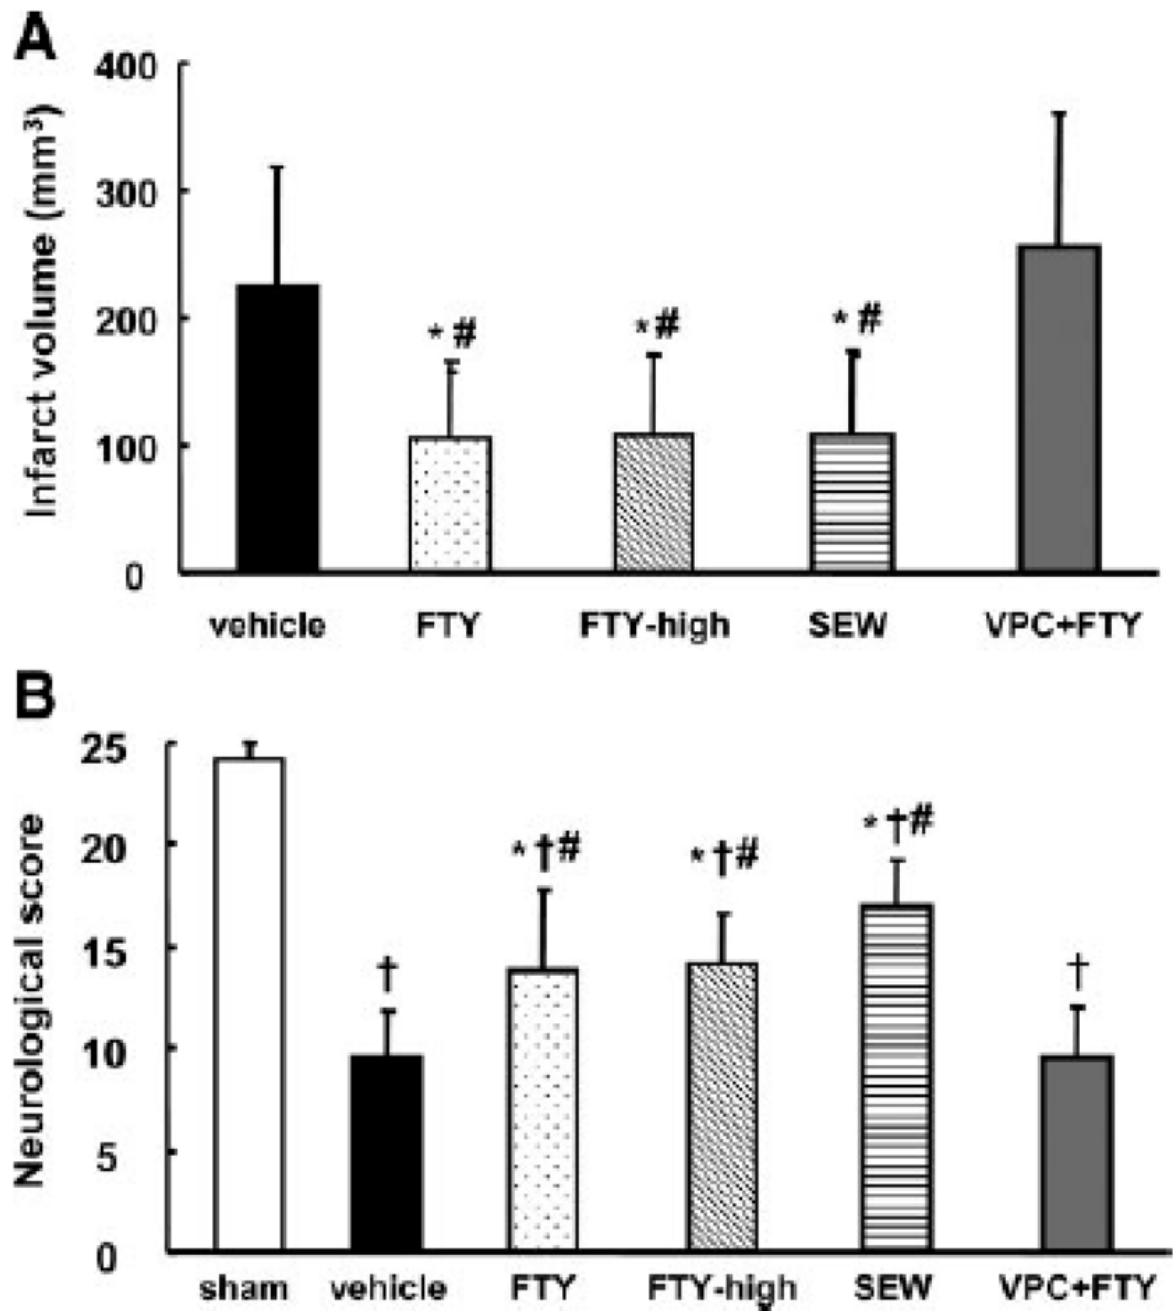 A
Infarct volume (mm³)
400
300
200
100
0
*# *# *#
vehicle FTY FTY-high SEW VPC+FTY
B
Neurological score
25
20
15
10
5
0
† *†# *†# *†# †
sham vehicle FTY FTY-high SEW VPC+FTY